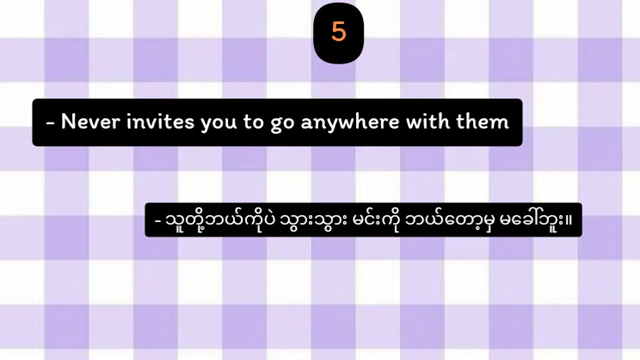 5
- Never invites you to go anywhere with them
- သူတို့ဘယ်ကိုပဲ သွားသွား မင်းကို ဘယ်တော့မှ မခေါ်ဘူး။